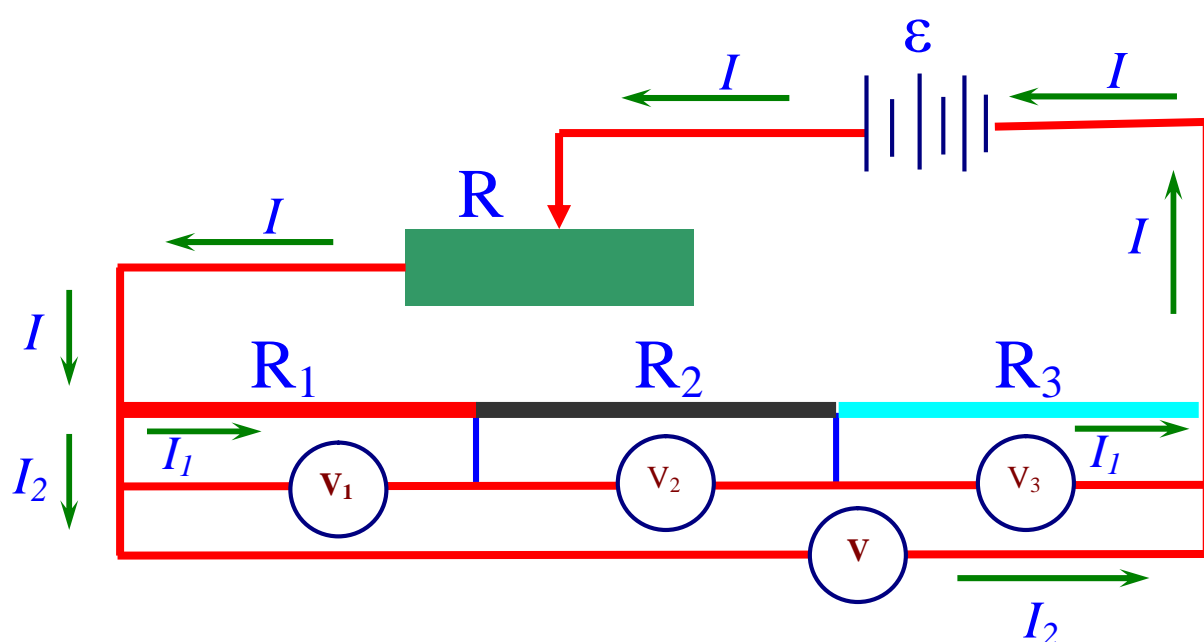 ε
I I
R
I I
I
R₁ R₂ R₃
I₁ I₁
I₂ V₁ V₂ V₃
V
I₂